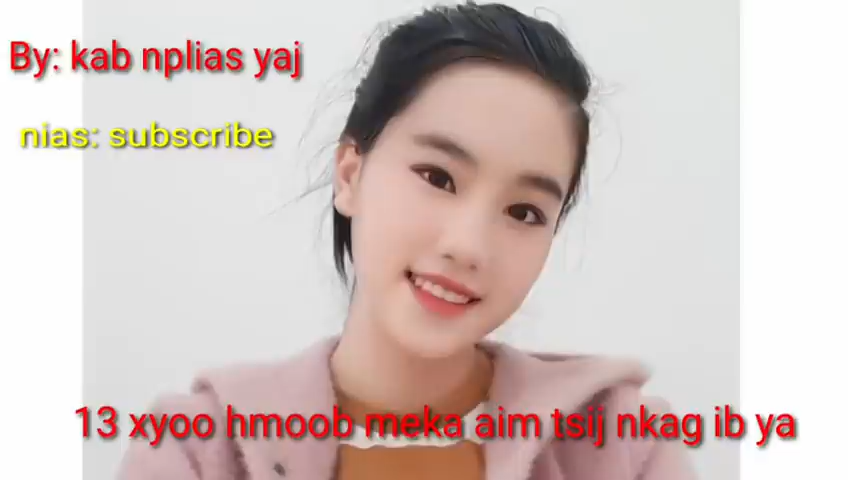 By: kab nplias yaj
nias: subscribe
13 xyoo hmoob meka aim tsij nkag ib ya